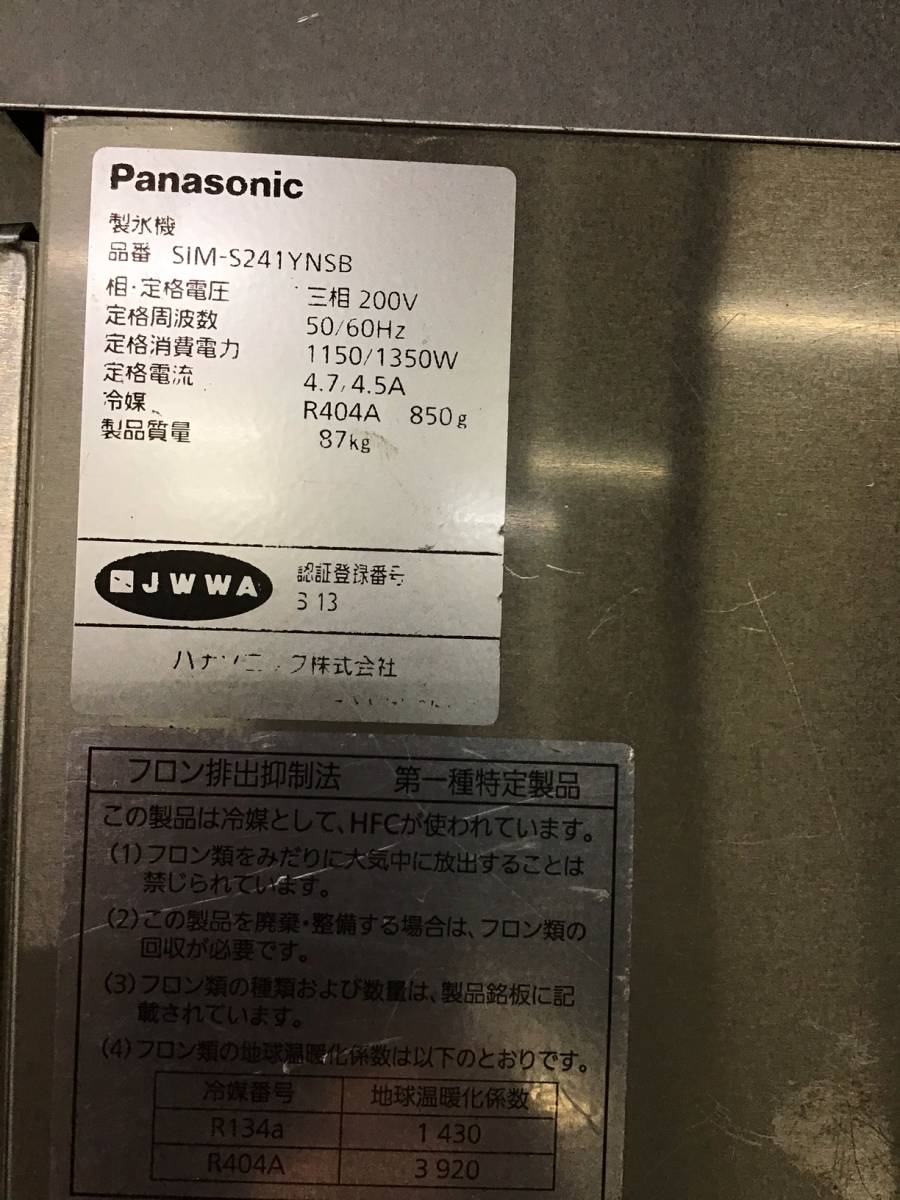 Panasonic
製氷機
品番 SIM-S241YNSB
相・定格電圧 三相 200V
定格周波数 50/60Hz
定格消費電力 1150/1350W
定格電流 4.7/4.5A
冷媒 R404A 850g
製品質量 87kg
JWWA 認証登録番号
株式会社
フロン排出抑制法 第一種特定製品
この製品は冷媒として、HFCが使われています。
(1)フロン類をみだりに大気中に放出することは
禁じられています。
(2)この製品を廃棄・整備する場合は、フロン類の
回収が必要です。
(3)フロン類の種類および数量は、製品銘板に記
載されています。
(4)フロン類の地球温暖化係数は以下のとおりです。
冷媒番号 地球温暖化係数
R134a 1 430
R404A 3 920